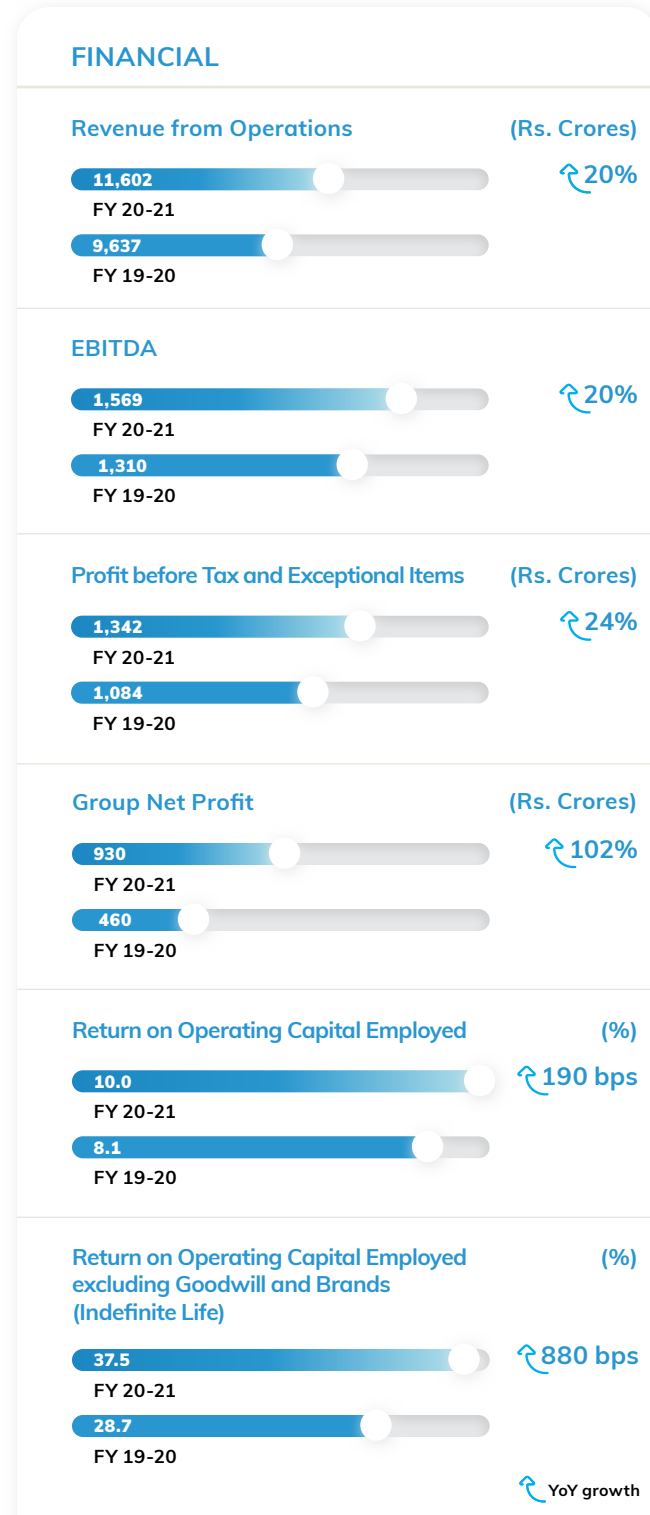 FINANCIAL
Revenue from Operations (Rs. Crores)
11,602 20%
FY 20-21
9,637
FY 19-20
EBITDA
1,569 20%
FY 20-21
1,310
FY 19-20
Profit before Tax and Exceptional Items (Rs. Crores)
1,342 24%
FY 20-21
1,084
FY 19-20
Group Net Profit (Rs. Crores)
930 102%
FY 20-21
460
FY 19-20
Return on Operating Capital Employed (%)
10.0 190 bps
FY 20-21
8.1
FY 19-20
Return on Operating Capital Employed (%)
excluding Goodwill and Brands
(Indefinite Life)
37.5 880 bps
FY 20-21
28.7
FY 19-20
YoY growth